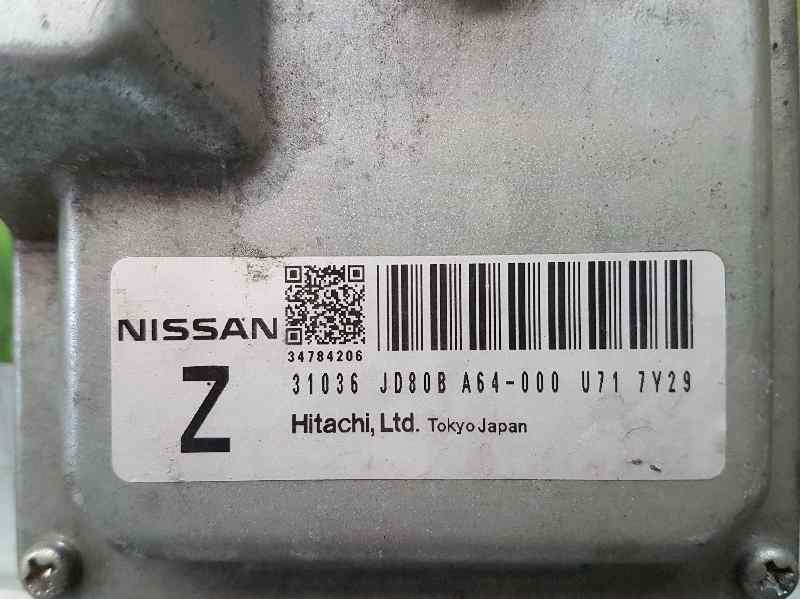 NISSAN
34784206
Z
31036 JD80B A64-000 U71 7Y29
Hitachi, Ltd. Tokyo Japan